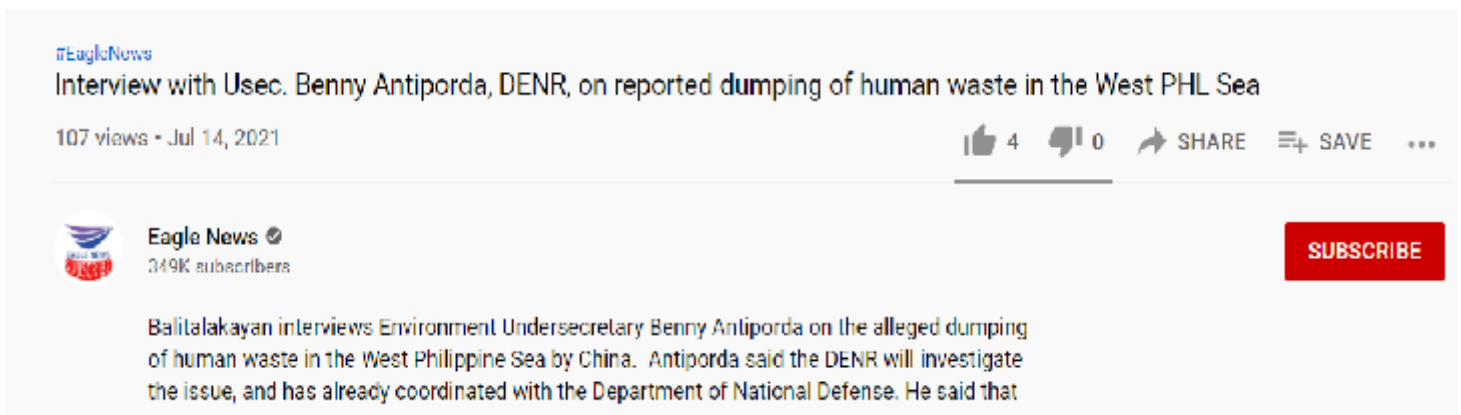 #EagleNews
Interview with Usec. Benny Antiporda, DENR, on reported dumping of human waste in the West PHL Sea
107 views • Jul 14, 2021
4 0 SHARE SAVE
Eagle News
349K subscribers
SUBSCRIBE
Balitalakayan interviews Environment Undersecretary Benny Antiporda on the alleged dumping
of human waste in the West Philippine Sea by China. Antiporda said the DENR will investigate
the issue, and has already coordinated with the Department of National Defense. He said that